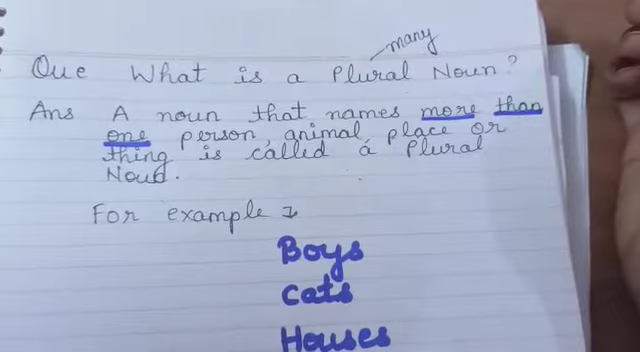 many
Que What is a Plural Noun?
Ans A noun that names more than
one person, animal, place or
thing is called a Plural
Noun.
For example :-
Boys
Cats
Houses